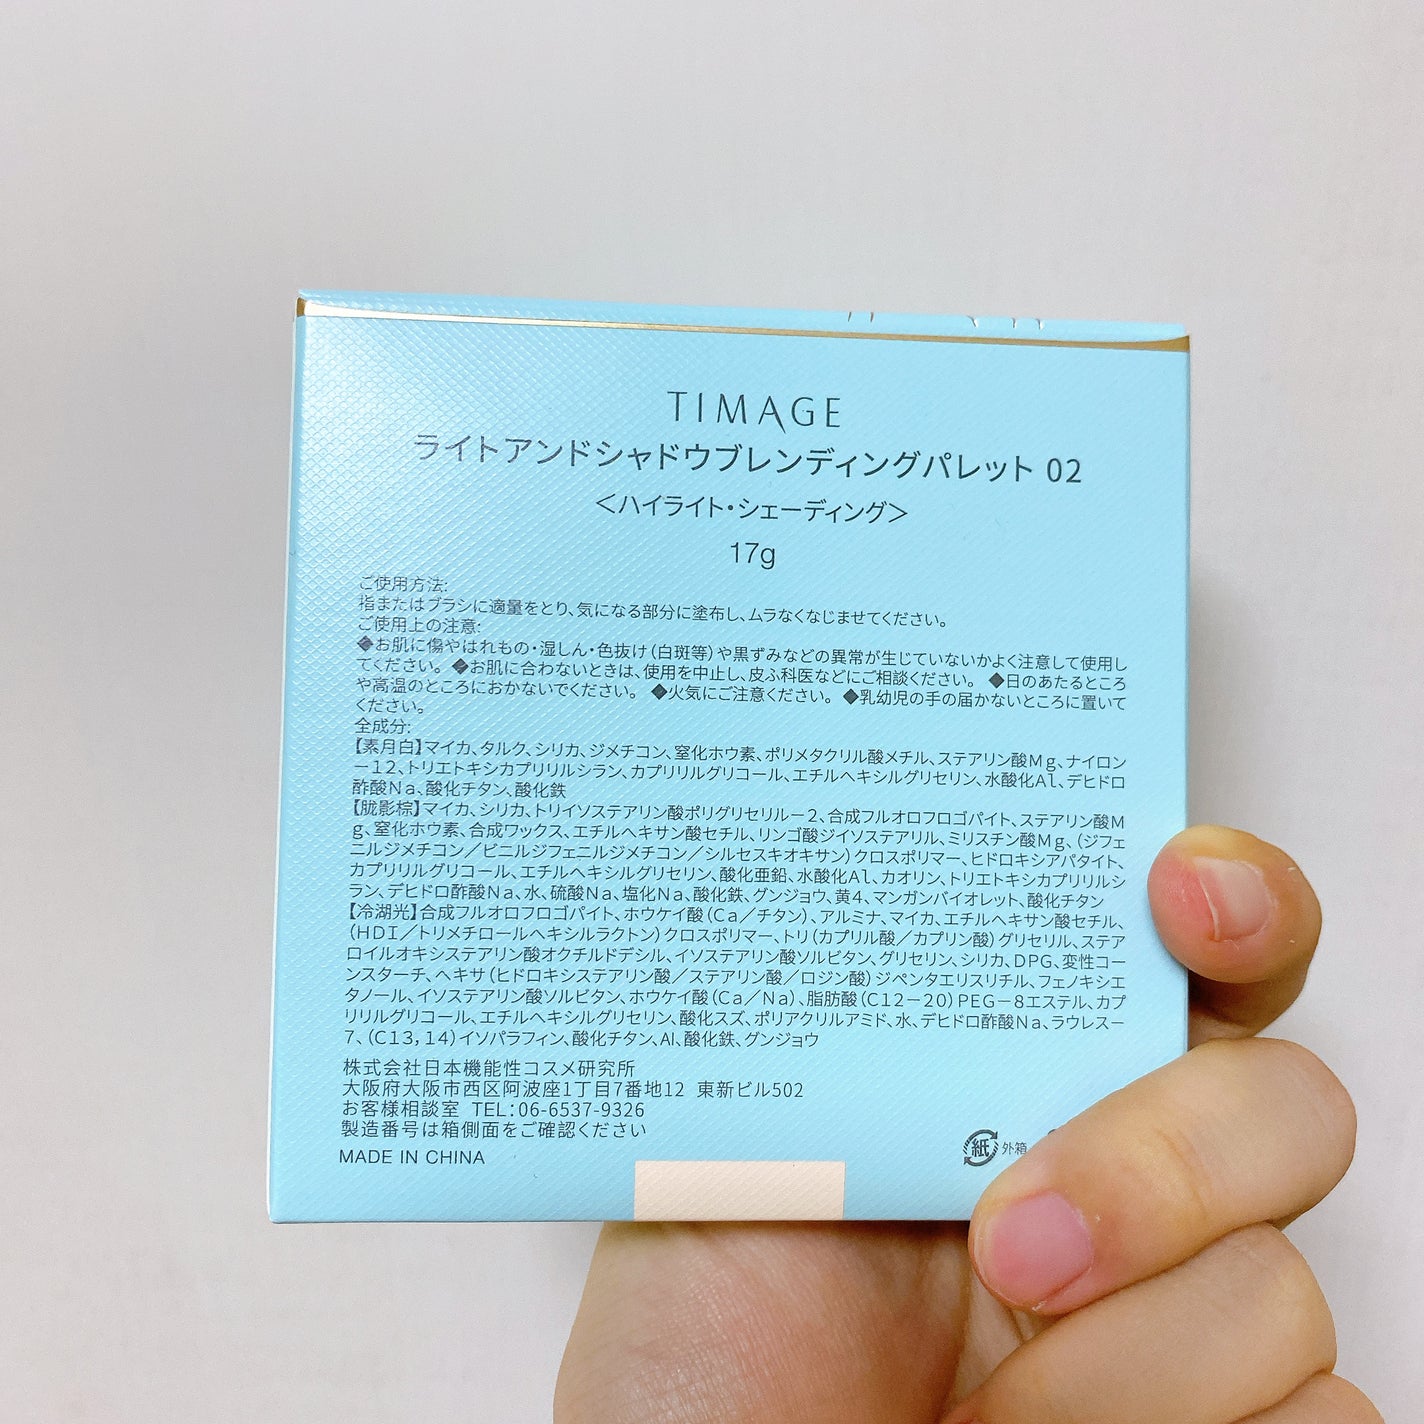 TIMAGE
ライトアンドシャドウブレンディングパレット 02
＜ハイライト・シェーディング＞
17g
ご使用方法:
指またはブラシに適量をとり、気になる部分に塗布し、ムラなくなじませてください。
ご使用上の注意:
◆お肌に傷やはれもの・湿しん・色抜け（白斑等）や黒ずみなどの異常が生じていないかよく注意して使用し
てください。 ◆お肌に合わないときは、使用を中止し、皮ふ科医などにご相談ください。 ◆日のあたるところ
や高温のところにおかないでください。 ◆火気にご注意ください。 ◆乳幼児の手の届かないところに置いて
ください。
全成分:
【素月白】マイカ、タルク、シリカ、ジメチコン、窒化ホウ素、ポリメタクリル酸メチル、ステアリン酸Ｍｇ、ナイロン
－１２、トリエトキシカプリリルシラン、カプリリルグリコール、エチルヘキシルグリセリン、水酸化Ａｌ、デヒドロ
酢酸Ｎａ、酸化チタン、酸化鉄
【胧影棕】マイカ、シリカ、トリイソステアリン酸ポリグリセリル－２、合成フルオロフロゴパイト、ステアリン酸Ｍ
ｇ、窒化ホウ素、合成ワックス、エチルヘキサン酸セチル、リンゴ酸ジイソステアリル、ミリスチン酸Ｍｇ、（ジフェ
ニルジメチコン／ビニルジフェニルジメチコン／シルセスキオキサン）クロスポリマー、ヒドロキシアパタイト、
カプリリルグリコール、エチルヘキシルグリセリン、酸化亜鉛、水酸化Ａｌ、カオリン、トリエトキシカプリリルシ
ラン、デヒドロ酢酸Ｎａ、水、硫酸Ｎａ、塩化Ｎａ、酸化鉄、グンジョウ、黄４、マンガンバイオレット、酸化チタン
【冷湖光】合成フルオロフロゴパイト、ホウケイ酸（Ｃａ／チタン）、アルミナ、マイカ、エチルヘキサン酸セチル、
（ＨＤＩ／トリメチロールヘキシルラクトン）クロスポリマー、トリ（カプリル酸／カプリン酸）グリセリル、ステア
ロイルオキシステアリン酸オクチルドデシル、イソステアリン酸ソルビタン、グリセリン、シリカ、ＤＰＧ、変性コー
ンスターチ、ヘキサ（ヒドロキシステアリン酸／ステアリン酸／ロジン酸）ジペンタエリスリチル、フェノキシエ
タノール、イソステアリン酸ソルビタン、ホウケイ酸（Ｃａ／Ｎａ）、脂肪酸（Ｃ１２－２０）ＰＥＧ－８エステル、カプ
リリルグリコール、エチルヘキシルグリセリン、酸化スズ、ポリアクリルアミド、水、デヒドロ酢酸Ｎａ、ラウレス－
７、（Ｃ１３，１４）イソパラフィン、酸化チタン、Al、酸化鉄、グンジョウ
株式会社日本機能性コスメ研究所
大阪府大阪市西区阿波座1丁目7番地12 東新ビル502
お客様相談室 TEL：06-6537-9326
製造番号は箱側面をご確認ください
MADE IN CHINA
紙 外箱